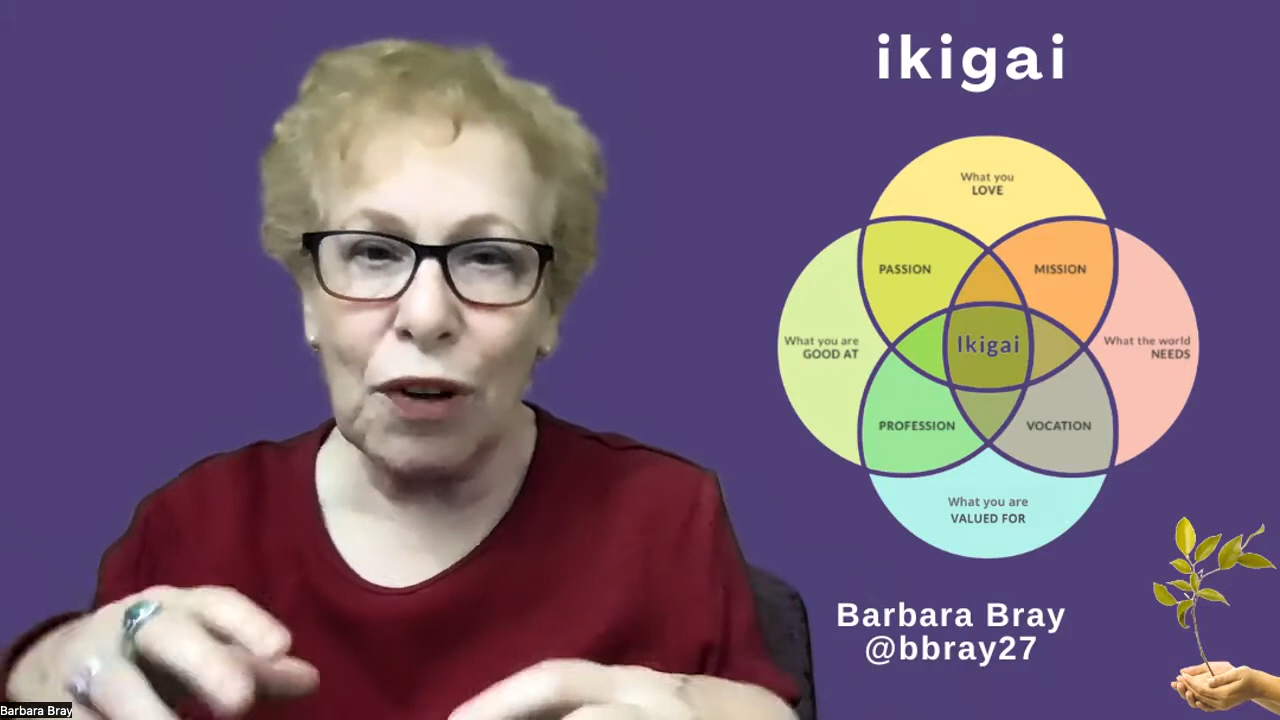 ikigai
What you
LOVE
PASSION
MISSION
What you are
GOOD AT
Ikigai
What the world
NEEDS
PROFESSION
VOCATION
What you are
VALUED FOR
Barbara Bray
@bbray27
Barbara Bray